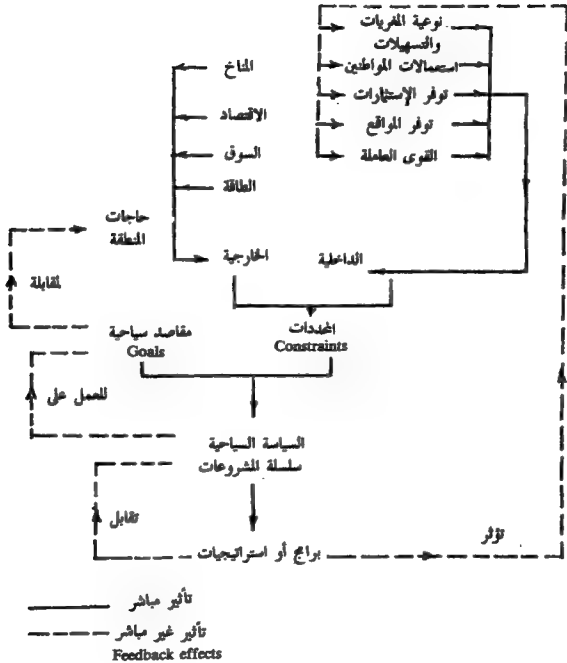 نوعية المغريات
والتسهيلات
استعمالات المواطنين
توفر الإستثمارات
توفر المواقع
القوى العاملة
المناخ
الاقتصاد
السوق
الطاقة
حاجات
المنطقة
الخارجية
الداخلية
لمقابلة
مقاصد سياحية
Goals
المحددات
Constraints
للعمل على
السياسة السياحية
سلسلة المشروعات
تقابل
برامج أو استراتيجيات
تؤثر
تأثير مباشر
تأثير غير مباشر
Feedback effects